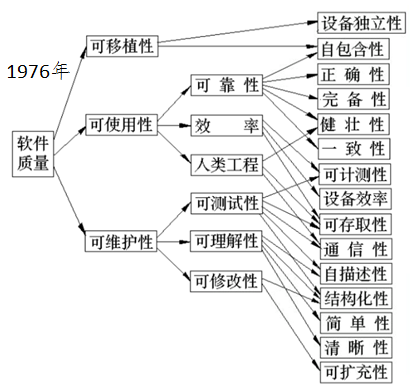 1976年
软件
质量
可移植性
可使用性
可维护性
可靠性
效率
人类工程
可测试性
可理解性
可修改性
设备独立性
自包含性
正确性
完备性
健壮性
一致性
可计测性
设备效率
可存取性
通信性
自描述性
结构化性
简单性
清晰性
可扩充性